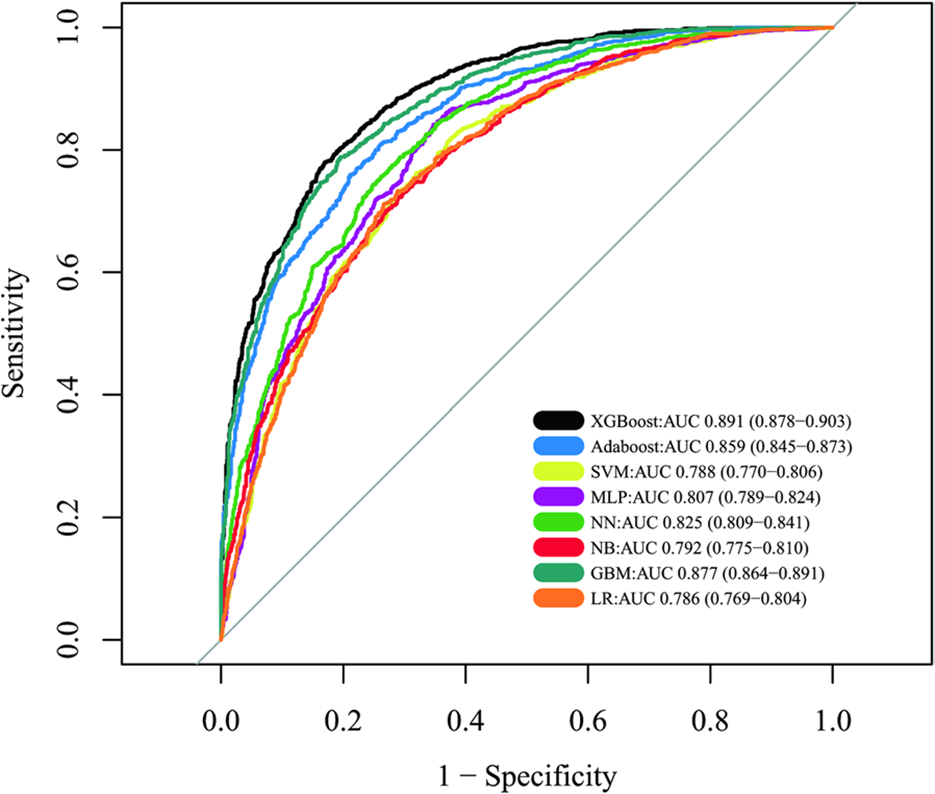 Sensitivity
1.0
0.8
0.6
0.4
0.2
0.0
XGBoost:AUC 0.891 (0.878−0.903)
Adaboost:AUC 0.859 (0.845−0.873)
SVM:AUC 0.788 (0.770−0.806)
MLP:AUC 0.807 (0.789−0.824)
NN:AUC 0.825 (0.809−0.841)
NB:AUC 0.792 (0.775−0.810)
GBM:AUC 0.877 (0.864−0.891)
LR:AUC 0.786 (0.769−0.804)
0.0 0.2 0.4 0.6 0.8 1.0
1 − Specificity